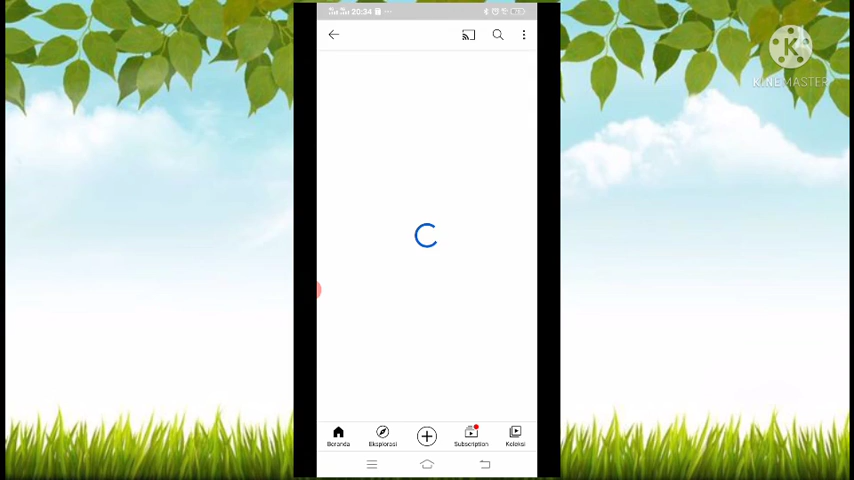 20:34
KINEMASTER
Beranda
Eksplorasi
Subscription
Koleksi